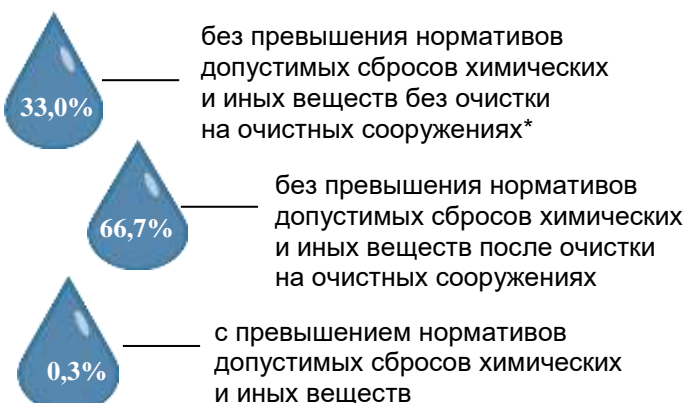 без превышения нормативов
допустимых сбросов химических
33,0%
и иных веществ без очистки
на очистных сооружениях*
без превышения нормативов
66,7%
допустимых сбросов химических
и иных веществ после очистки
на очистных сооружениях
с превышением нормативов
0,3%
допустимых сбросов химических
и иных веществ